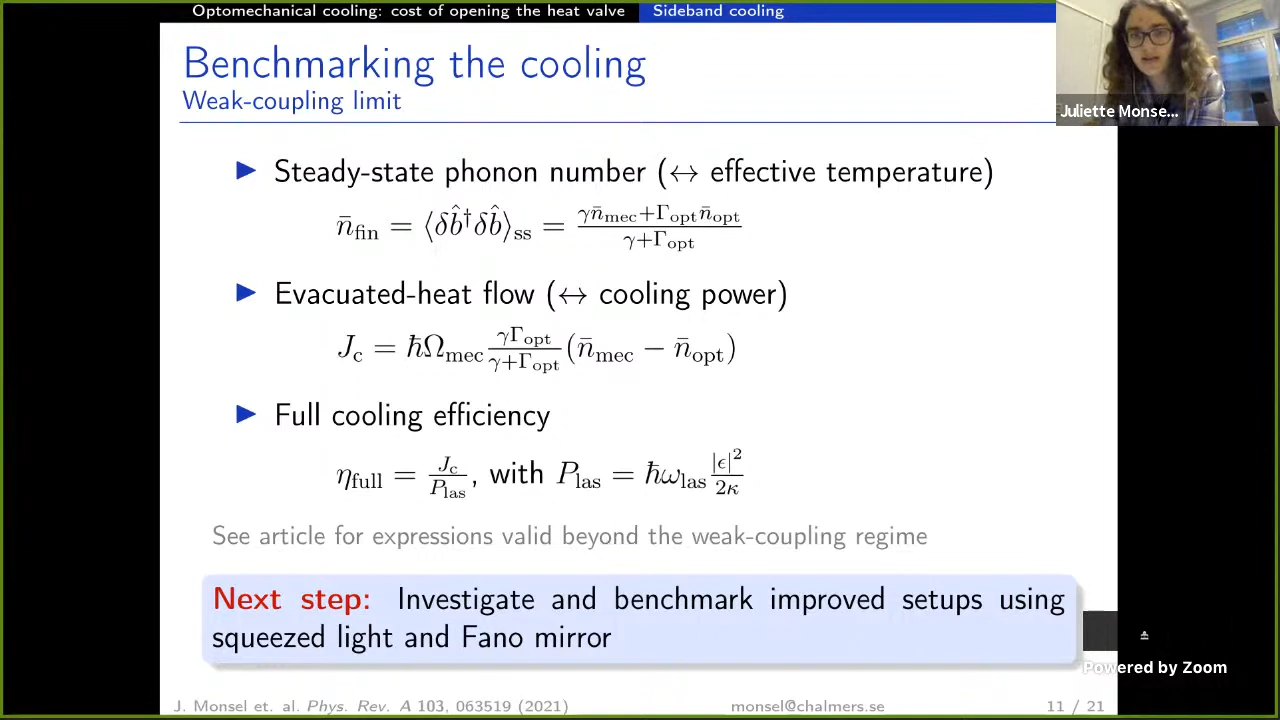 Optomechanical cooling: cost of opening the heat valve
Sideband cooling
Benchmarking the cooling
Weak-coupling limit
Juliette Monse...
▶ Steady-state phonon number (↔ effective temperature)
n̄_fin = ⟨δb̂†δb̂⟩_ss = (γn̄_mec+Γ_opt n̄_opt)/(γ+Γ_opt)
▶ Evacuated-heat flow (↔ cooling power)
J_c = ħΩ_mec (γΓ_opt)/(γ+Γ_opt) (n̄_mec − n̄_opt)
▶ Full cooling efficiency
η_full = J_c/P_las, with P_las = ħω_las |ϵ|²/2κ
See article for expressions valid beyond the weak-coupling regime
Next step: Investigate and benchmark improved setups using
squeezed light and Fano mirror
Powered by Zoom
J. Monsel et. al. Phys. Rev. A 103, 063519 (2021)
monsel@chalmers.se
11 / 21